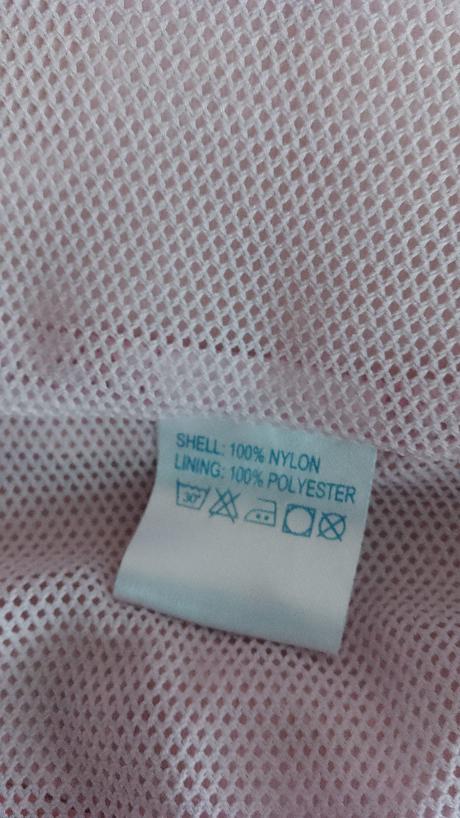 SHELL: 100% NYLON
LINING: 100% POLYESTER
30°